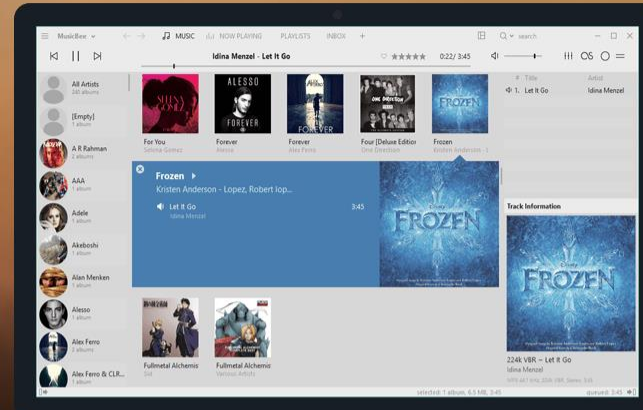 MusicBee
MUSIC
NOW PLAYING
PLAYLISTS
INBOX
+
search
Idina Menzel - Let It Go
0:22/ 3:45
All Artists
[Empty]
1 album
A R Rahman
2 albums
AAA
1 album
Adele
1 album
Akeboshi
1 album
Alan Menken
1 album
Alesso
1 album
Alex Ferro
2 albums
Alex Ferro & CLR...
1 album
ALESSO
FOREVER
FOREVER
ONE DIRECTION
FROZEN
For You
Selena Gomez
Forever
Alesso
Forever
Alex Ferro
Four [Deluxe Edition
One Direction
Frozen
Kristen Anderson - L
Frozen
Kristen Anderson - Lopez, Robert lop...
Let It Go
3:45
Idina Menzel
DISNEY
FROZEN
Fullmetal Alchemis
Fullmetal Alchemis
Various Artists
# Title
Artist
1. Let It Go
Idina Menzel
Track Information
DISNEY
FROZEN
224k VBR ~ Let It Go
Idina Menzel
selected: 1 album, 6.5 MB, 3:45
queued: 3:45